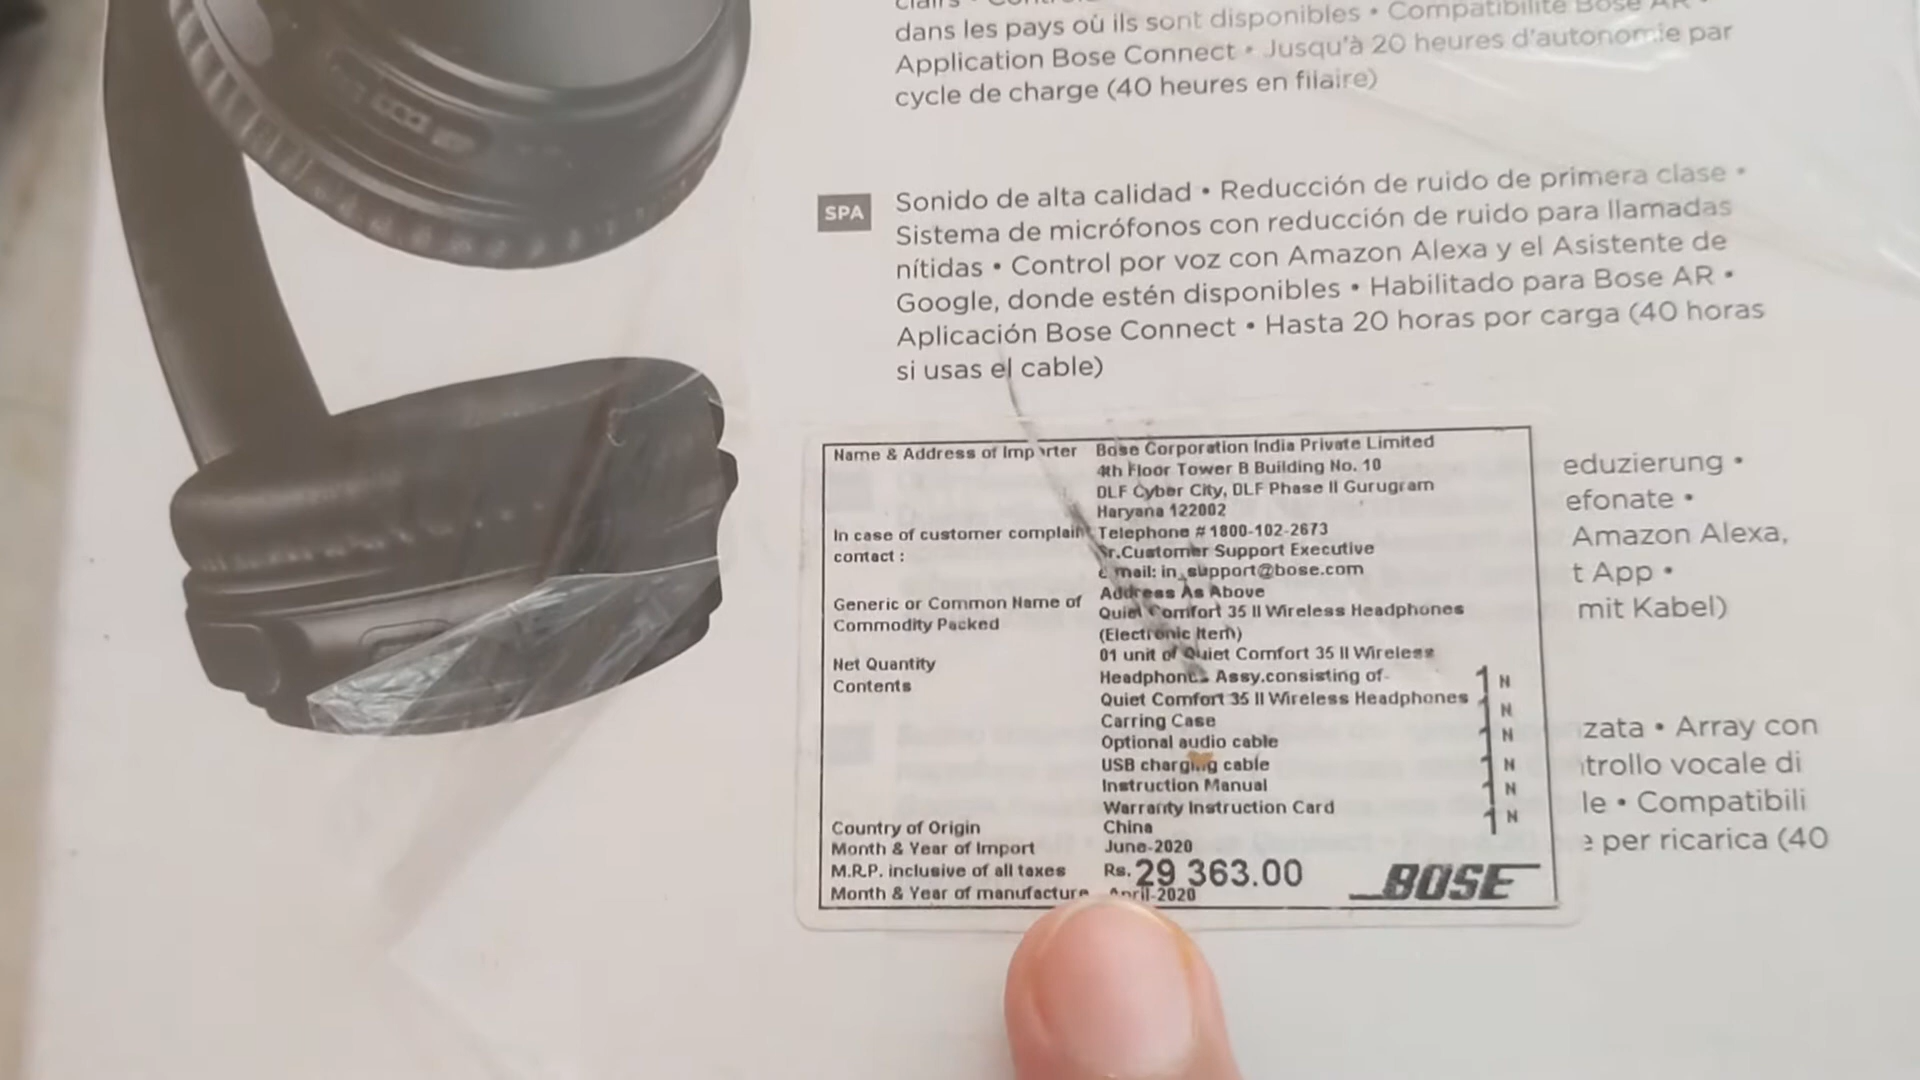 dans les pays où ils sont disponibles • Compatibilité Bose AR •
Application Bose Connect • Jusqu'à 20 heures d'autonomie par
cycle de charge (40 heures en filaire)
SPA
Sonido de alta calidad • Reducción de ruido de primera clase •
Sistema de micrófonos con reducción de ruido para llamadas
nítidas • Control por voz con Amazon Alexa y el Asistente de
Google, donde estén disponibles • Habilitado para Bose AR •
Aplicación Bose Connect • Hasta 20 horas por carga (40 horas
si usas el cable)
Name & Address of Importer Bose Corporation India Private Limited
4th Floor Tower B Building No. 10
DLF Cyber City, DLF Phase II Gurugram
Haryana 122002
In case of customer complaint Telephone # 1800-102-2673
contact : Sr.Customer Support Executive
e mail: in_support@bose.com
Address As Above
Generic or Common Name of Quiet Comfort 35 II Wireless Headphones
Commodity Packed (Electronic Item)
Net Quantity 01 unit of Quiet Comfort 35 II Wireless
Contents Headphones Assy.consisting of- 1 N
Quiet Comfort 35 II Wireless Headphones 1 N
Carring Case 1 N
Optional audio cable
USB charging cable 1 N
Instruction Manual 1 N
Warranty Instruction Card 1 N
Country of Origin China
Month & Year of Import June-2020
M.R.P. inclusive of all taxes Rs. 29 363.00
Month & Year of manufacture April-2020
BOSE
eduzierung •
efonate •
Amazon Alexa,
t App •
mit Kabel)
zata • Array con
trollo vocale di
le • Compatibili
e per ricarica (40